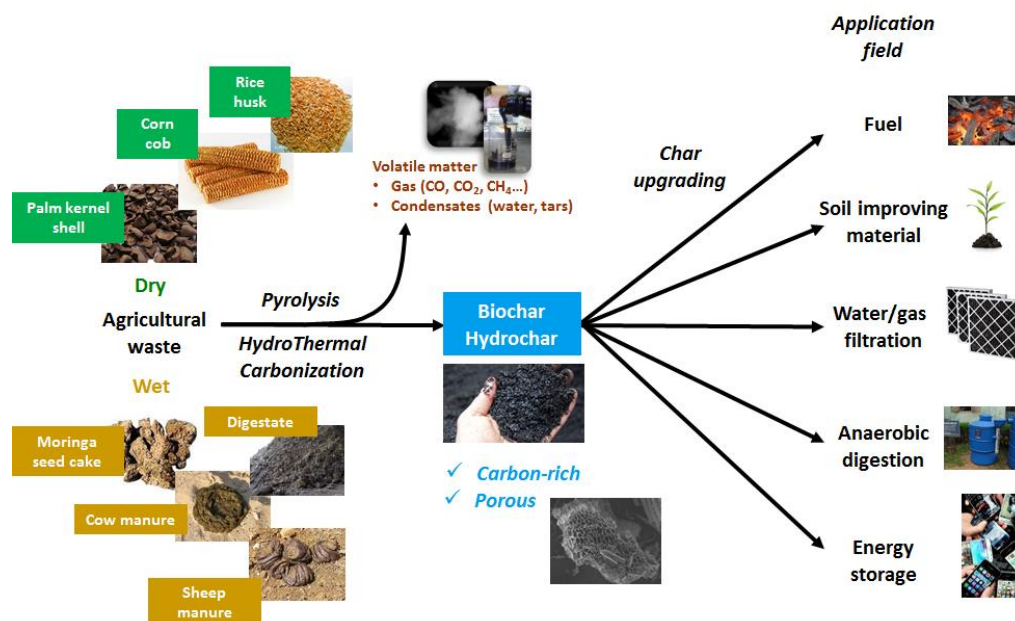 Rice
husk
Corn
cob
Palm kernel
shell
Dry
Agricultural
waste
Wet
Moringa
seed cake
Digestate
Cow manure
Sheep
manure
Pyrolysis
HydroThermal
Carbonization
Volatile matter
• Gas (CO, CO₂, CH₄...)
• Condensates (water, tars)
Biochar
Hydrochar
✓ Carbon-rich
✓ Porous
Char
upgrading
Application
field
Fuel
Soil improving
material
Water/gas
filtration
Anaerobic
digestion
Energy
storage